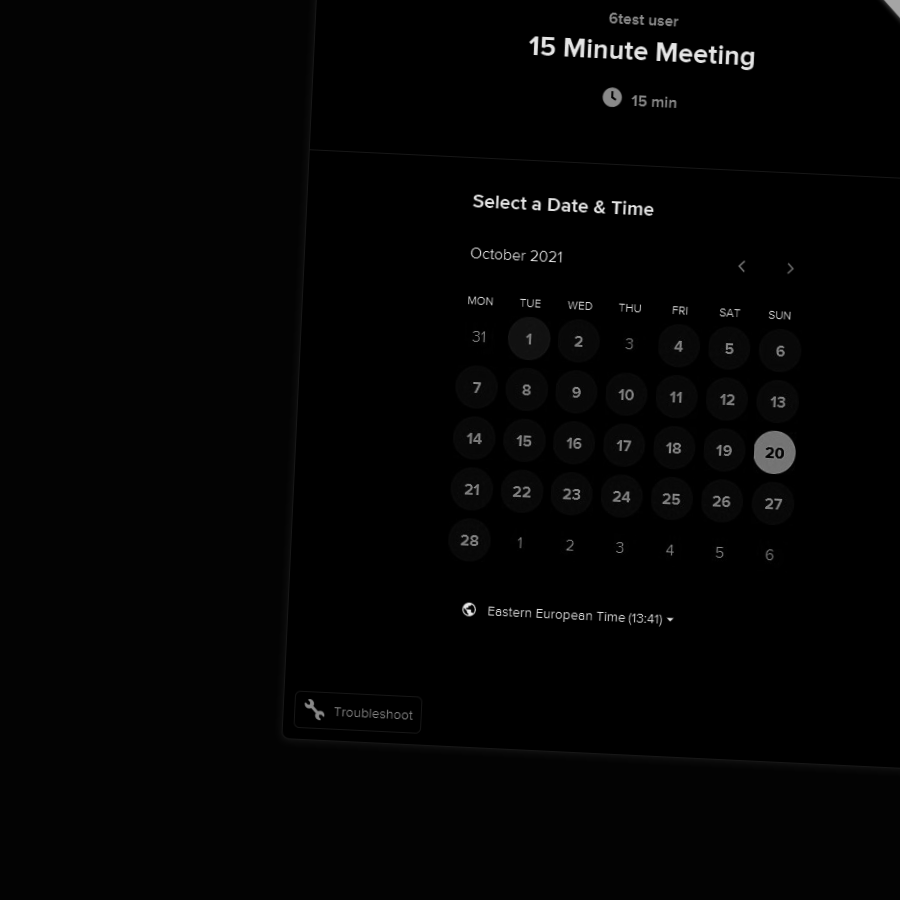 6test user
15 Minute Meeting
15 min
Select a Date & Time
October 2021
MON TUE WED THU FRI SAT SUN
31 1 2 3 4 5 6
7 8 9 10 11 12 13
14 15 16 17 18 19 20
21 22 23 24 25 26 27
28 1 2 3 4 5 6
Eastern European Time (13:41)
Troubleshoot